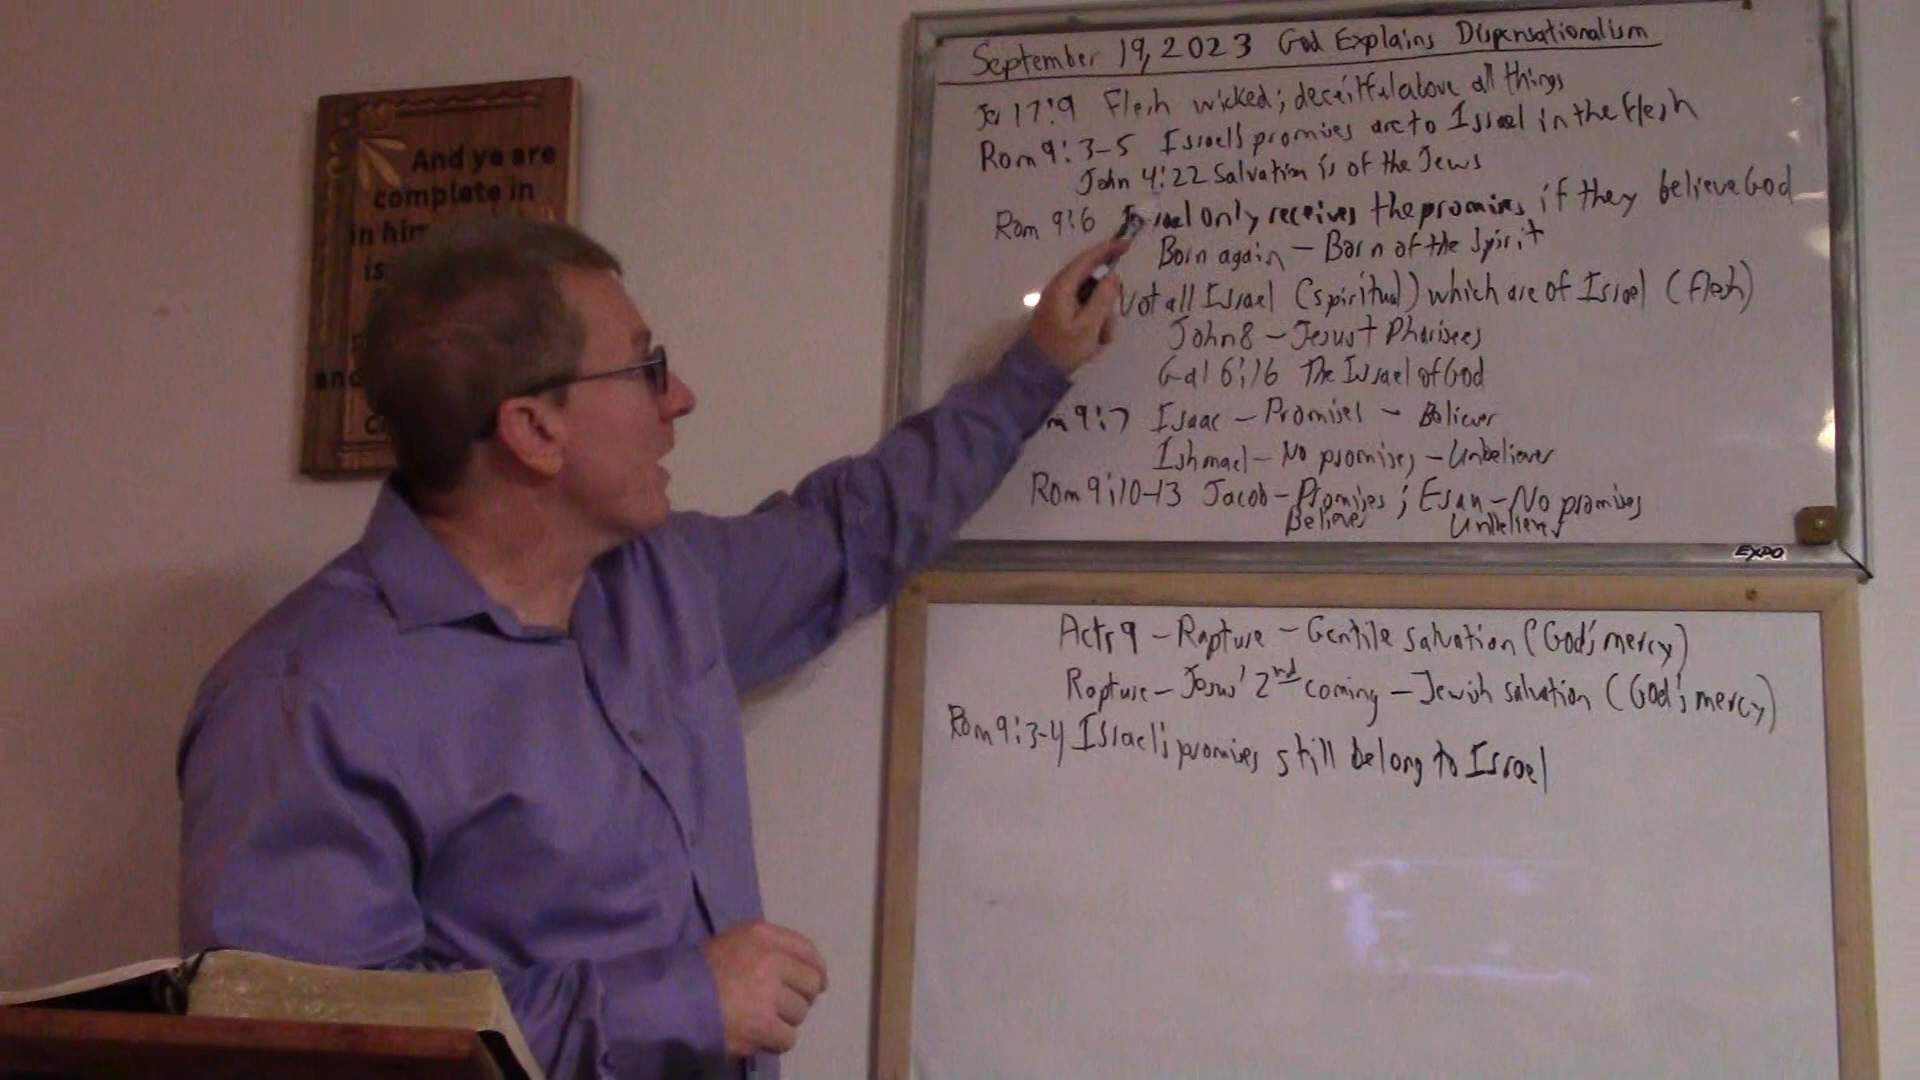 And ye are
complete in
in him
is
and
September 19, 2023 God Explains Dispensationalism
Jer 17:9 Flesh wicked; deceitful above all things
Rom 9:3-5 Israel's promises are to Israel in the flesh
John 4:22 Salvation is of the Jews
Rom 9:6 Israel only receives the promises if they believe God
Born again - Born of the Spirit
Not all Israel (spiritual) which are of Israel (flesh)
John 8 - Jesus + Pharisees
Gal 6:16 The Israel of God
m 9:7 Isaac - Promises - Believer
Ishmael - No promises - Unbeliever
Rom 9:10-13 Jacob - Promises ; Esau - No promises
Believer Unbeliever
EXPO
Acts 9 - Rapture - Gentile salvation (God's mercy)
Rapture - Jesus' 2nd coming - Jewish salvation (God's mercy)
Rom 9:3-4 Israel's promises still belong to Israel